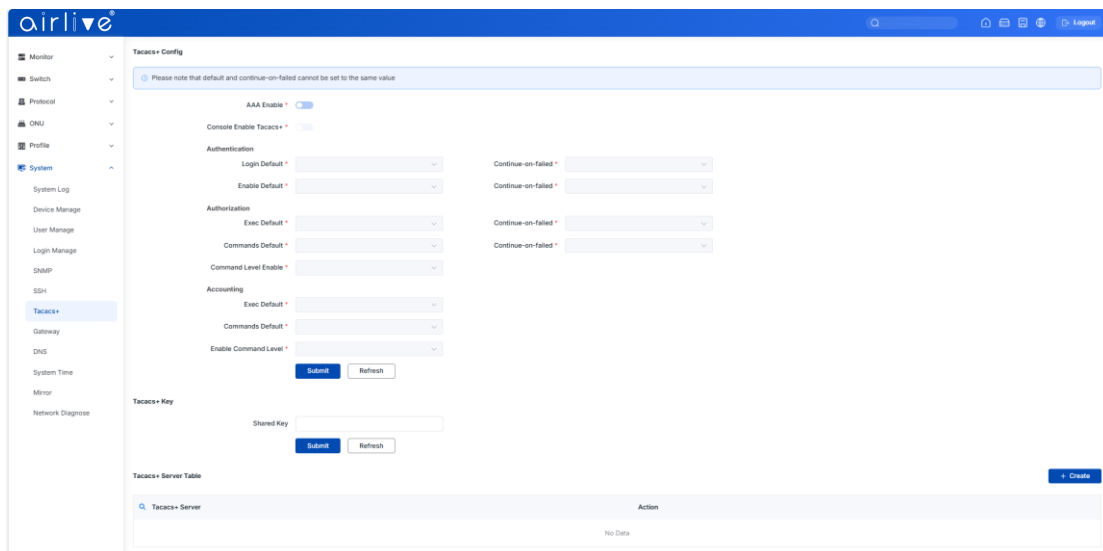 airlive®
Logout
Monitor
Switch
Protocol
ONU
Profile
System
System Log
Device Manage
User Manage
Login Manage
SNMP
SSH
Tacacs+
Gateway
DNS
System Time
Mirror
Network Diagnose
Tacacs+ Config
Please note that default and continue-on-failed cannot be set to the same value
AAA Enable *
Console Enable Tacacs+ *
Authentication
Login Default * Continue-on-failed *
Enable Default * Continue-on-failed *
Authorization
Exec Default * Continue-on-failed *
Commands Default * Continue-on-failed *
Command Level Enable *
Accounting
Exec Default *
Commands Default *
Enable Command Level *
Submit Refresh
Tacacs+ Key
Shared Key
Submit Refresh
Tacacs+ Server Table + Create
Tacacs+ Server Action
No Data